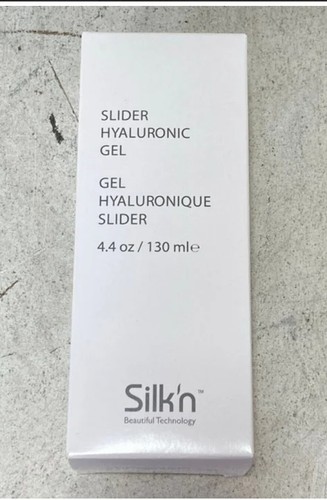 SLIDER
HYALURONIC
GEL
GEL
HYALURONIQUE
SLIDER
4.4 oz / 130 ml℮
Silk'n™
Beautiful Technology